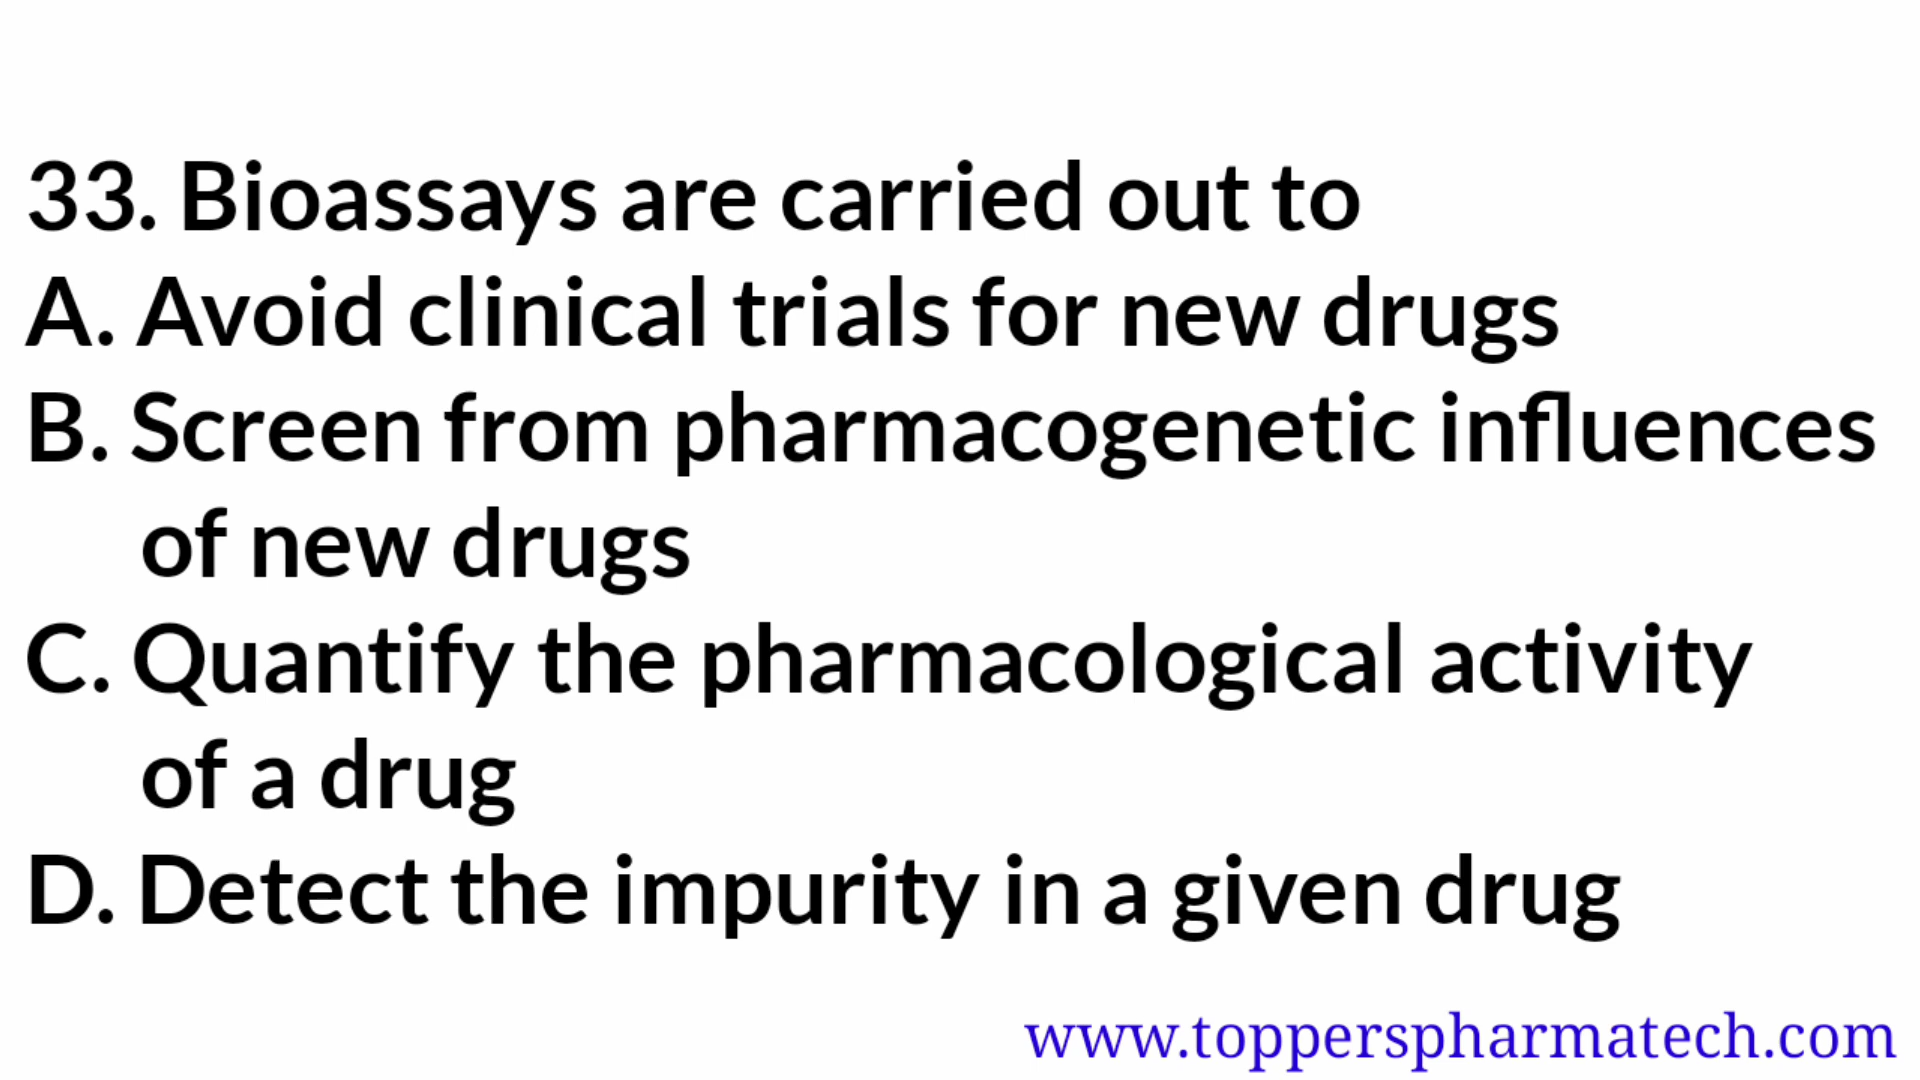 33. Bioassays are carried out to
A. Avoid clinical trials for new drugs
B. Screen from pharmacogenetic influences
of new drugs
C. Quantify the pharmacological activity
of a drug
D. Detect the impurity in a given drug
www.topperspharmatech.com